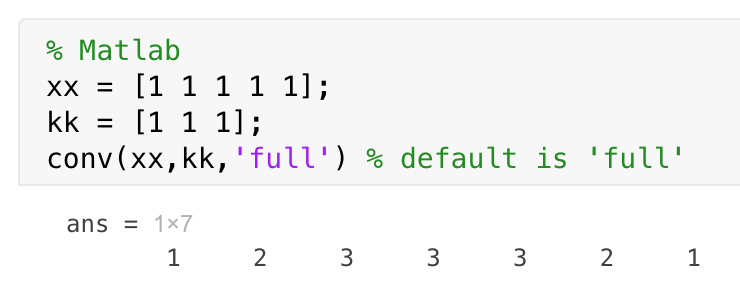 % Matlab
xx = [1 1 1 1 1];
kk = [1 1 1];
conv(xx,kk,'full') % default is 'full'
ans = 1×7
1 2 3 3 3 2 1